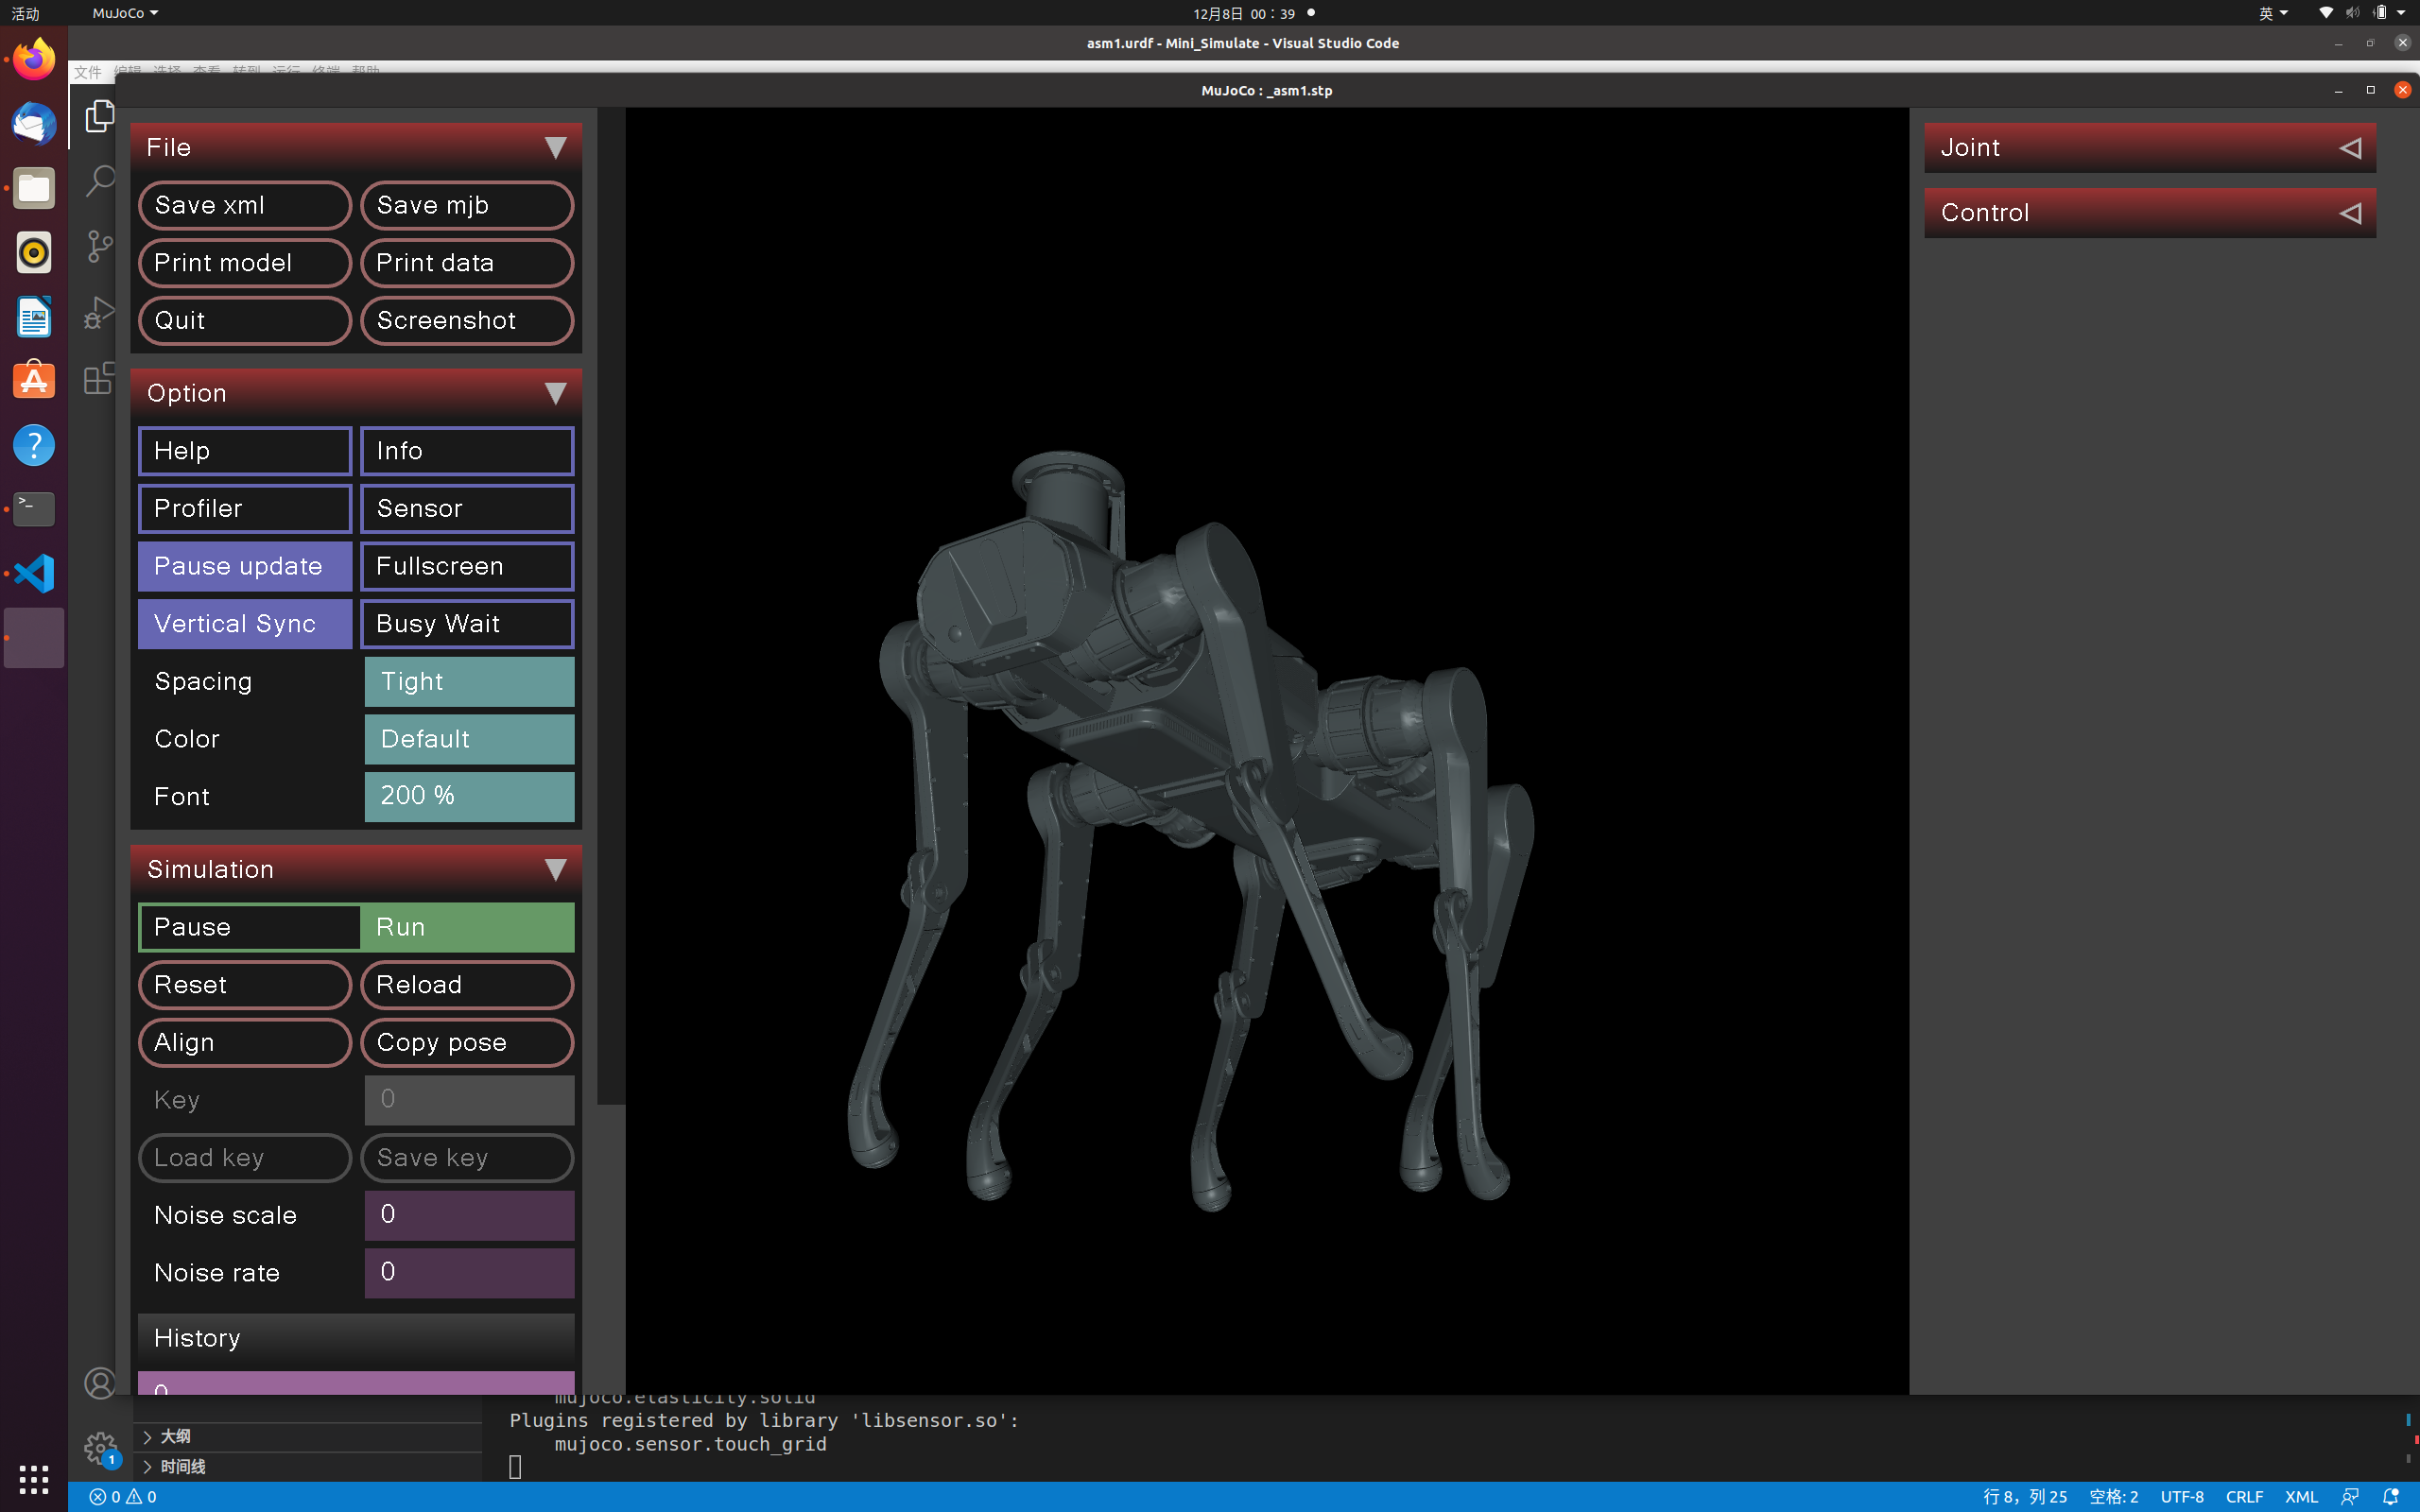 活动 MuJoCo 12月8日 00：39 英
asm1.urdf - Mini_Simulate - Visual Studio Code
文件 编辑 选择 查看 转到 运行 终端 帮助
MuJoCo : _asm1.stp
File
Save xml Save mjb
Print model Print data
Quit Screenshot
Option
Help Info
Profiler Sensor
Pause update Fullscreen
Vertical Sync Busy Wait
Spacing Tight
Color Default
Font 200 %
Simulation
Pause Run
Reset Reload
Align Copy pose
Key 0
Load key Save key
Noise scale 0
Noise rate 0
History
0
Joint
Control
mujoco.elasticity.solid
Plugins registered by library 'libsensor.so':
mujoco.sensor.touch_grid
大纲
时间线
1
0 0 行 8，列 25 空格: 2 UTF-8 CRLF XML